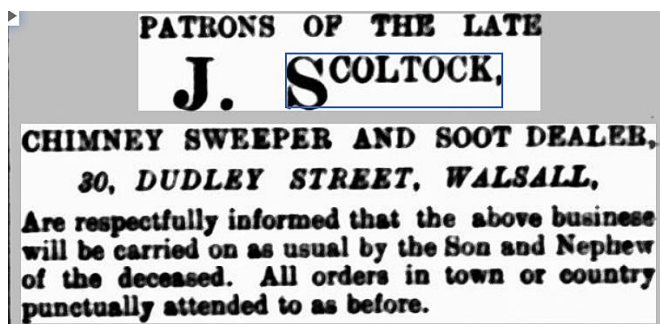 PATRONS OF THE LATE
J. SCOLTOCK,
CHIMNEY SWEEPER AND SOOT DEALER,
30, DUDLEY STREET, WALSALL,
Are respectfully informed that the above business
will be carried on as usual by the Son and Nephew
of the deceased. All orders in town or country
punctually attended to as before.